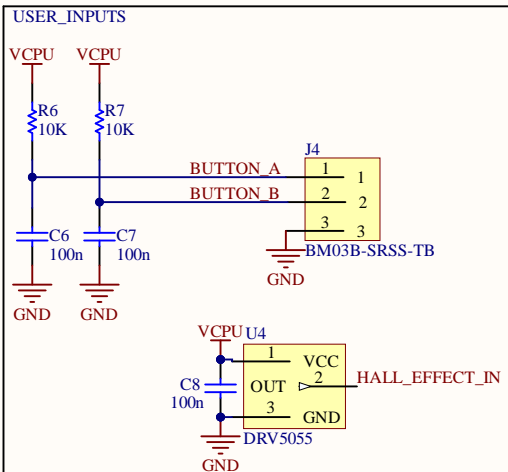 USER_INPUTS
VCPU VCPU
R6 R7
10K 10K
J4
BUTTON_A 1 1
BUTTON_B 2 2
3 3
C6 C7
100n 100n
BM03B-SRSS-TB
GND
GND GND
VCPU U4
1 VCC
C8 OUT 2 HALL_EFFECT_IN
100n
3 GND
DRV5055
GND